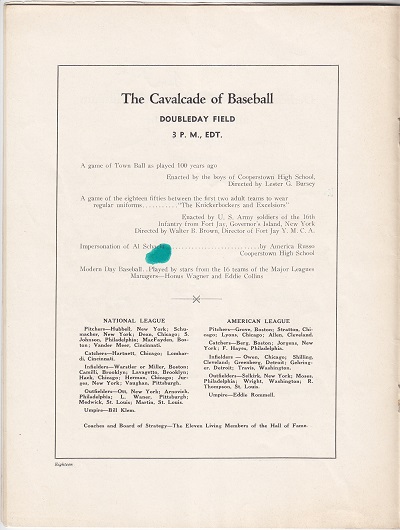 The Cavalcade of Baseball
DOUBLEDAY FIELD
3 P. M., EDT.
A game of Town Ball as played 100 years ago
Enacted by the boys of Cooperstown High School,
Directed by Lester G. Bursey
A game of the eighteen fifties between the first two adult teams to wear
regular uniforms............"The Knickerbockers and Excelsiors"
Enacted by U. S. Army soldiers of the 16th
Infantry from Fort Jay, Governor's Island, New York
Directed by Walter B. Brown, Director of Fort Jay Y. M. C. A.
Impersonation of Al ..............................by America Russo
Cooperstown High School
Modern Day Baseball...Played by stars from the 16 teams of the Major Leagues
Managers—Honus Wagner and Eddie Collins
NATIONAL LEAGUE
Pitchers—Hubbell, New York; Schu-
macher, New York; Dean, Chicago; S.
Johnson, Philadelphia; MacFayden, Bos-
ton; Vander Meer, Cincinnati.
Catchers—Hartnett, Chicago; Lombar-
di, Cincinnati.
Infielders—Warstler or Miller, Boston;
Camilli, Brooklyn; Lavagetto, Brooklyn;
Hack, Chicago; Herman, Chicago; Jur-
ges, New York; Vaughan, Pittsburgh.
Outfielders—Ott, New York; Arnovich,
Philadelphia; L. Waner, Pittsburgh;
Medwick, St. Louis; Martin, St. Louis.
Umpire—Bill Klem.
AMERICAN LEAGUE
Pitchers—Grove, Boston; Stratton, Chi-
cago; Lyons, Chicago; Allen, Cleveland.
Catchers—Berg, Boston; Jorgens, New
York; F. Hayes, Philadelphia.
Infielders—Owen, Chicago; Shilling,
Cleveland; Greenberg, Detroit; Gehring-
er, Detroit; Travis, Washington.
Outfielders—Selkirk, New York; Moses,
Philadelphia; Wright, Washington; R.
Thompson, St. Louis.
Umpire—Eddie Rommell.
Coaches and Board of Strategy—The Eleven Living Members of the Hall of Fame.
Eighteen